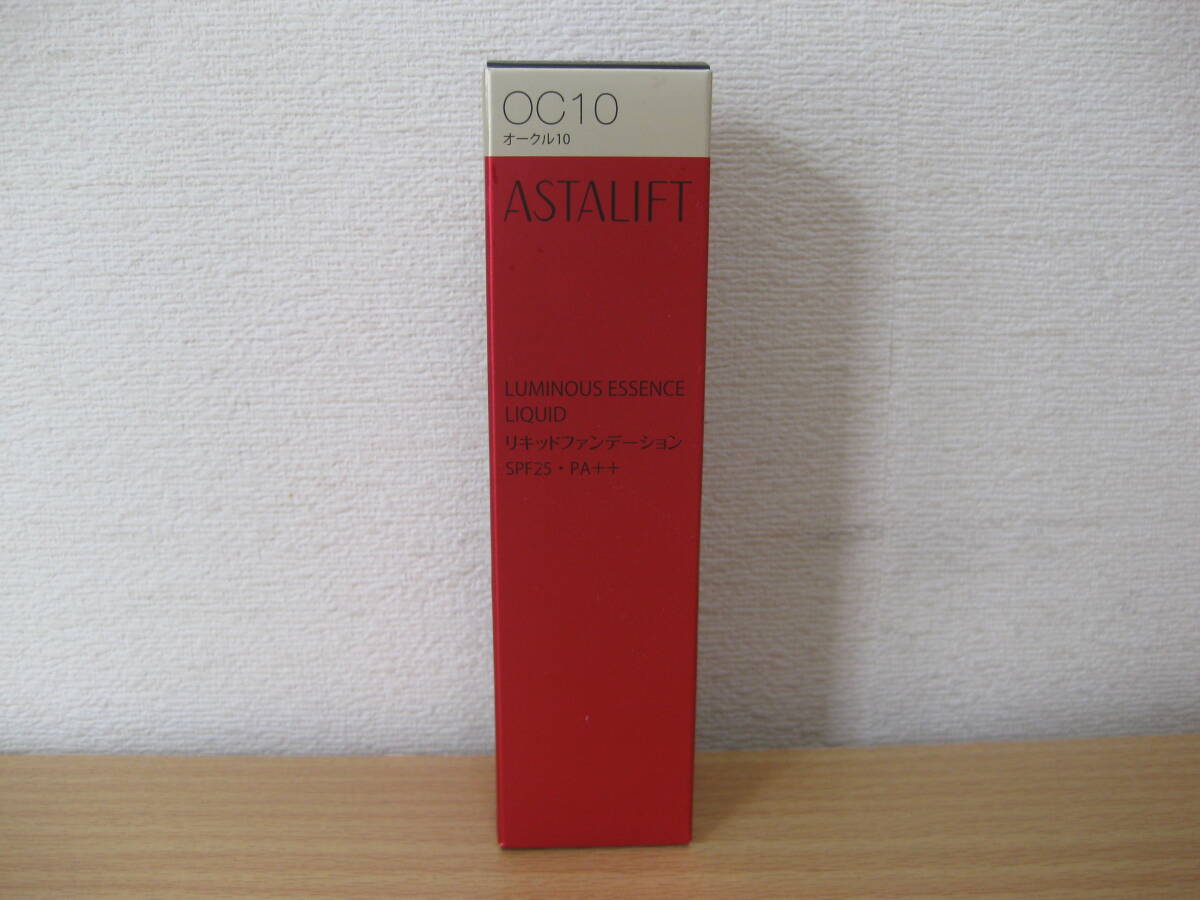 OC10
オークル10
ASTALIFT
LUMINOUS ESSENCE
LIQUID
リキッドファンデーション
SPF25・PA++